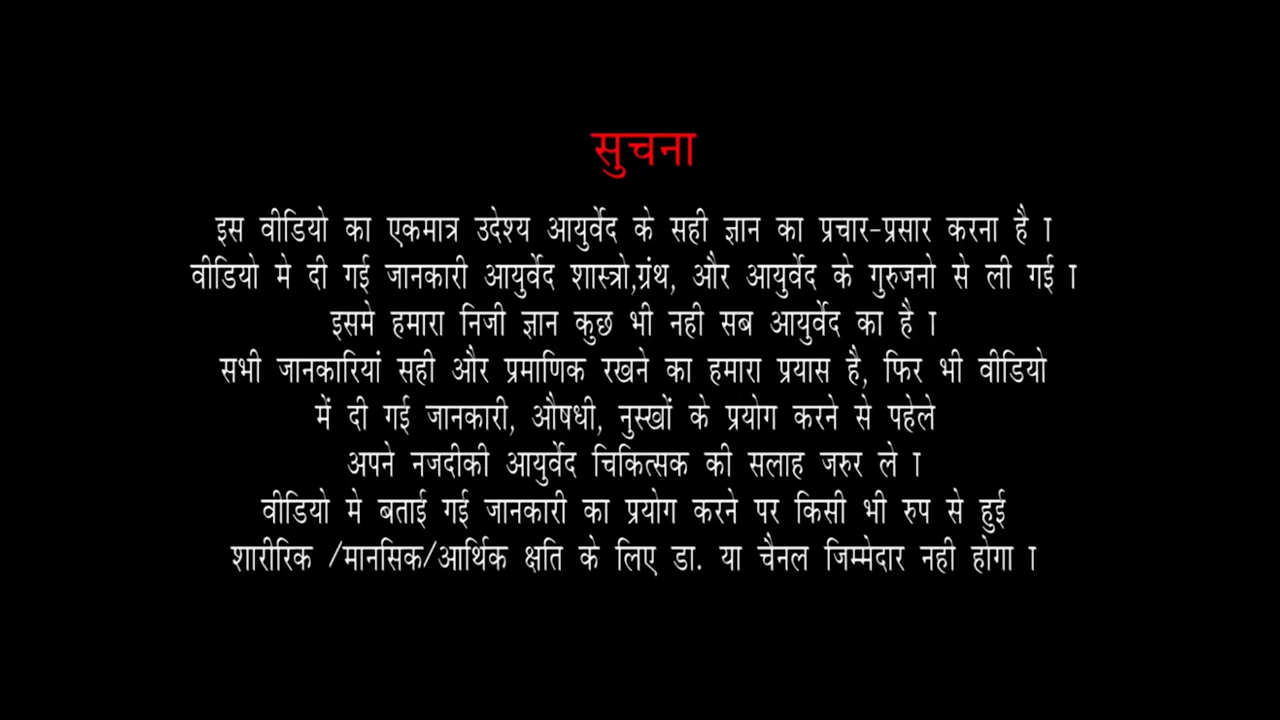 सुचना
इस वीडियो का एकमात्र उदेश्य आयुर्वेद के सही ज्ञान का प्रचार-प्रसार करना है ।
वीडियो मे दी गई जानकारी आयुर्वेद शास्त्रो,ग्रंथ, और आयुर्वेद के गुरुजनो से ली गई ।
इसमे हमारा निजी ज्ञान कुछ भी नही सब आयुर्वेद का है ।
सभी जानकारियां सही और प्रमाणिक रखने का हमारा प्रयास है, फिर भी वीडियो
में दी गई जानकारी, औषधी, नुस्खों के प्रयोग करने से पहेले
अपने नजदीकी आयुर्वेद चिकित्सक की सलाह जरुर ले ।
वीडियो मे बताई गई जानकारी का प्रयोग करने पर किसी भी रुप से हुई
शारीरिक /मानसिक/आर्थिक क्षति के लिए डा. या चैनल जिम्मेदार नही होगा ।